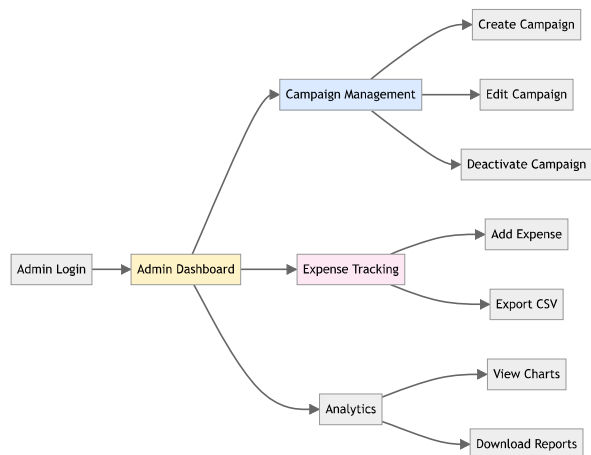 Create Campaign
Campaign Management
Edit Campaign
Deactivate Campaign
Add Expense
Admin Login
Admin Dashboard
Expense Tracking
Export CSV
View Charts
Analytics
Download Reports